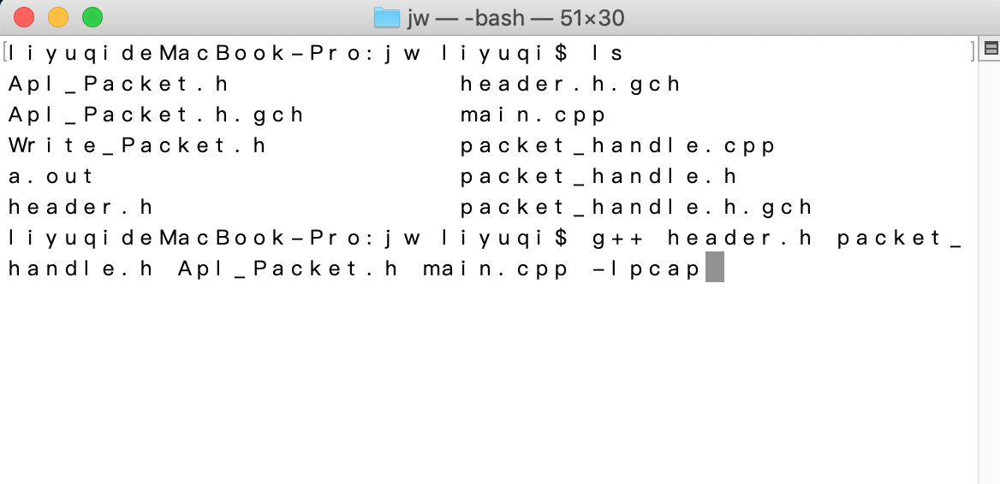 jw — -bash — 51×30
liyuqideMacBook-Pro:jw liyuqi$ ls
Apl_Packet.h header.h.gch
Apl_Packet.h.gch main.cpp
Write_Packet.h packet_handle.cpp
a.out packet_handle.h
header.h packet_handle.h.gch
liyuqideMacBook-Pro:jw liyuqi$ g++ header.h packet_
handle.h Apl_Packet.h main.cpp -lpcap